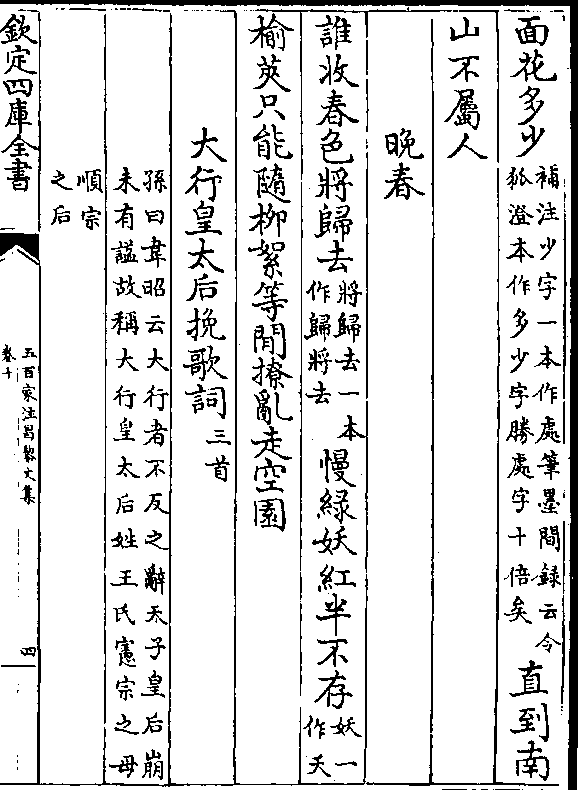 面花多少補注少字一本作處筆墨間録云令
狐澄本作多少字勝處字十倍矣直到南
山不屬人
晚春
誰收春色將歸去將歸去一本
作歸將去慢緑妖紅半不存妖一
作夭
榆莢只能隨柳絮等閒撩亂走空園
大行皇太后挽歌詞三首
孫曰韋昭云大行者不反之辭天子皇后崩
未有諡故稱大行皇太后姓王氏憲宗之母
順宗
之后
欽定四庫全書
五百家注昌黎文集
卷十
四